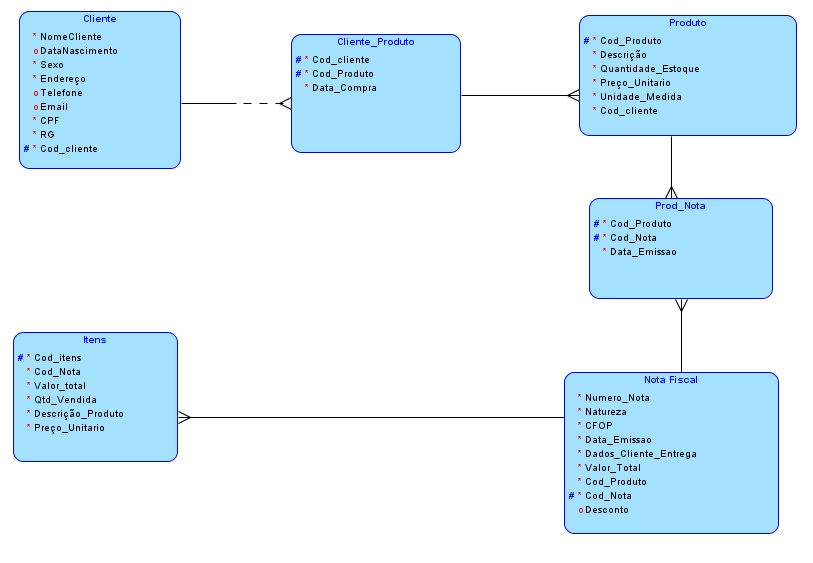 Cliente
* NomeCliente
o DataNascimento
* Sexo
* Endereço
o Telefone
o Email
* CPF
* RG
# * Cod_cliente
Cliente_Produto
# * Cod_cliente
# * Cod_Produto
* Data_Compra
Produto
# * Cod_Produto
* Descrição
* Quantidade_Estoque
* Preço_Unitario
* Unidade_Medida
* Cod_cliente
Prod_Nota
# * Cod_Produto
# * Cod_Nota
* Data_Emissao
Itens
# * Cod_itens
* Cod_Nota
* Valor_total
* Qtd_Vendida
* Descrição_Produto
* Preço_Unitario
Nota Fiscal
* Numero_Nota
* Natureza
* CFOP
* Data_Emissao
* Dados_Cliente_Entrega
* Valor_Total
* Cod_Produto
# * Cod_Nota
o Desconto